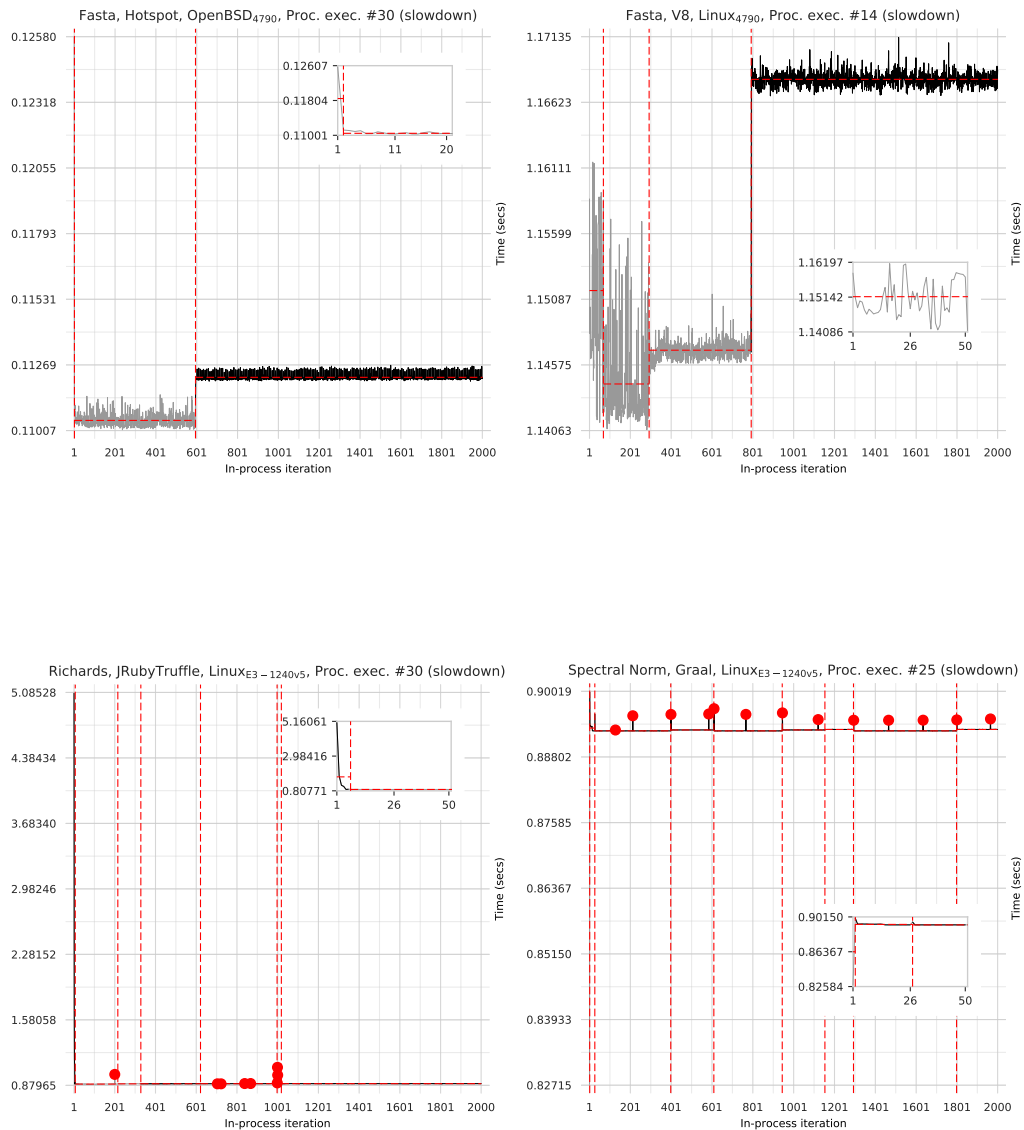 Fasta, Hotspot, OpenBSD4790, Proc. exec. #30 (slowdown)
0.12580
0.12318
0.12055
0.11793
0.11531
0.11269
0.11007
0.12607
0.11804
0.11001
1 11 20
1 201 401 601 801 1001 1201 1401 1601 1801 2000
In-process iteration
Time (secs)
Fasta, V8, Linux4790, Proc. exec. #14 (slowdown)
1.17135
1.16623
1.16111
1.15599
1.15087
1.14575
1.14063
1.16197
1.15142
1.14086
1 26 50
1 201 401 601 801 1001 1201 1401 1601 1801 2000
In-process iteration
Time (secs)
Richards, JRubyTruffle, LinuxE3−1240v5, Proc. exec. #30 (slowdown)
5.08528
4.38434
3.68340
2.98246
2.28152
1.58058
0.87965
5.16061
2.98416
0.80771
1 26 50
1 201 401 601 801 1001 1201 1401 1601 1801 2000
In-process iteration
Time (secs)
Spectral Norm, Graal, LinuxE3−1240v5, Proc. exec. #25 (slowdown)
0.90019
0.88802
0.87585
0.86367
0.85150
0.83933
0.82715
0.90150
0.86367
0.82584
1 26 50
1 201 401 601 801 1001 1201 1401 1601 1801 2000
In-process iteration
Time (secs)